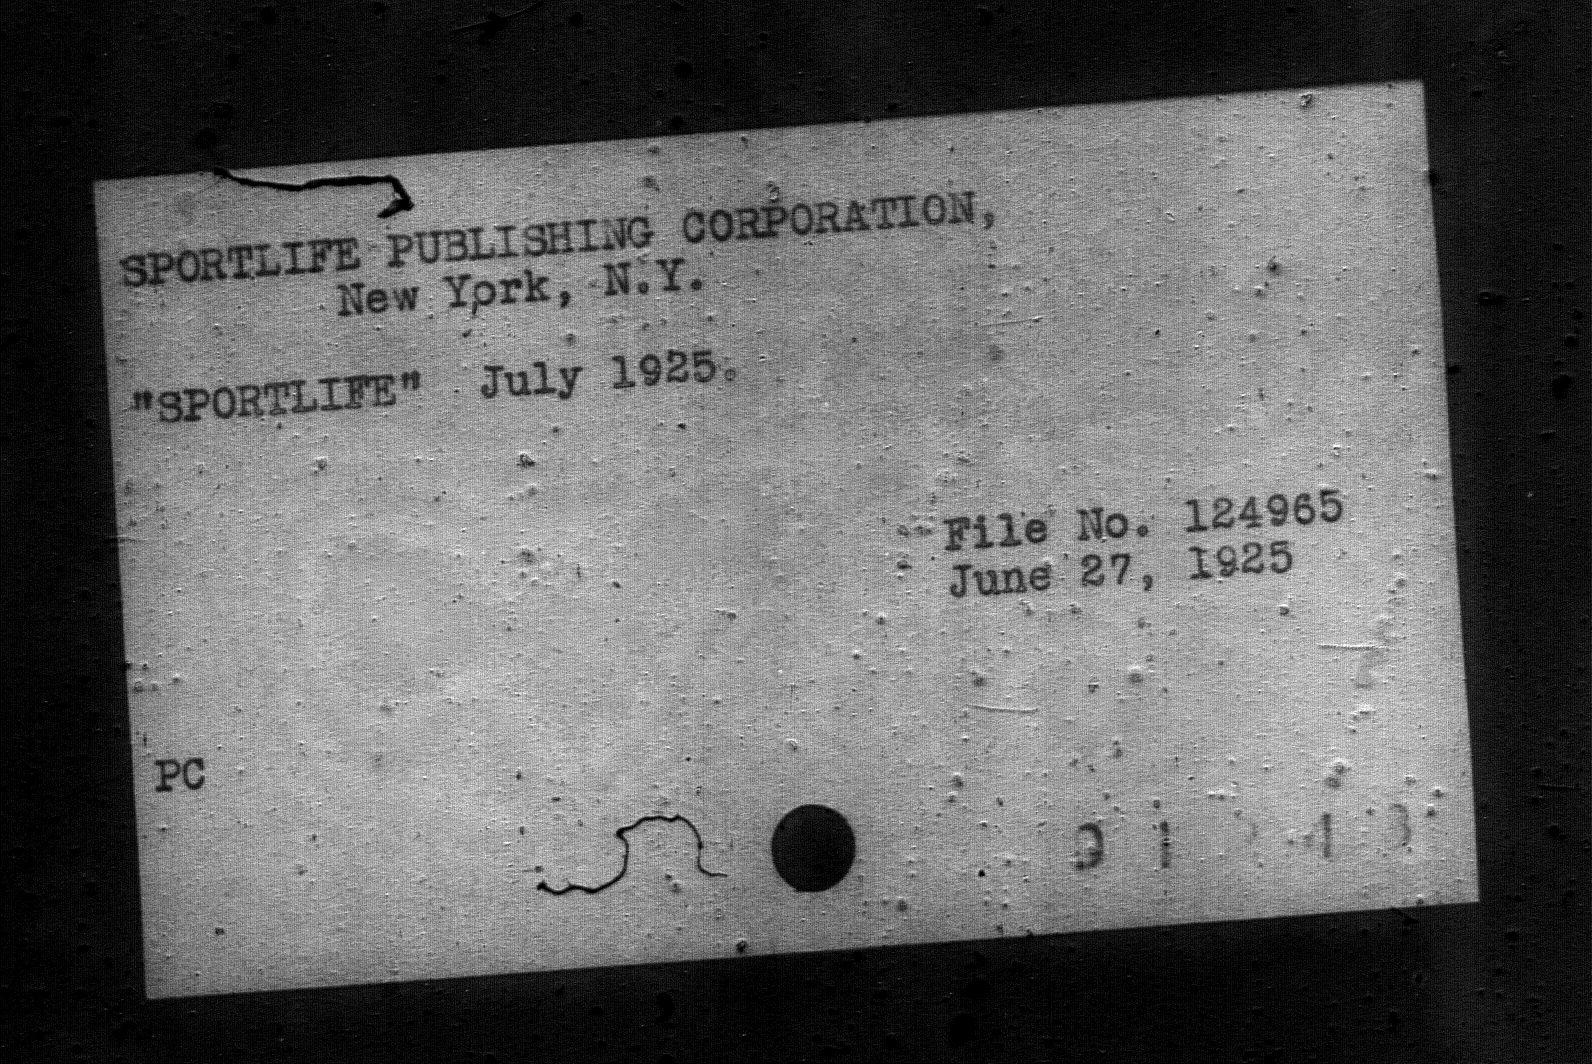 SPORTLIFE PUBLISHING CORPORATION,
New York, N.Y.
"SPORTLIFE" July 1925.
File No. 124965
June 27, 1925
PC